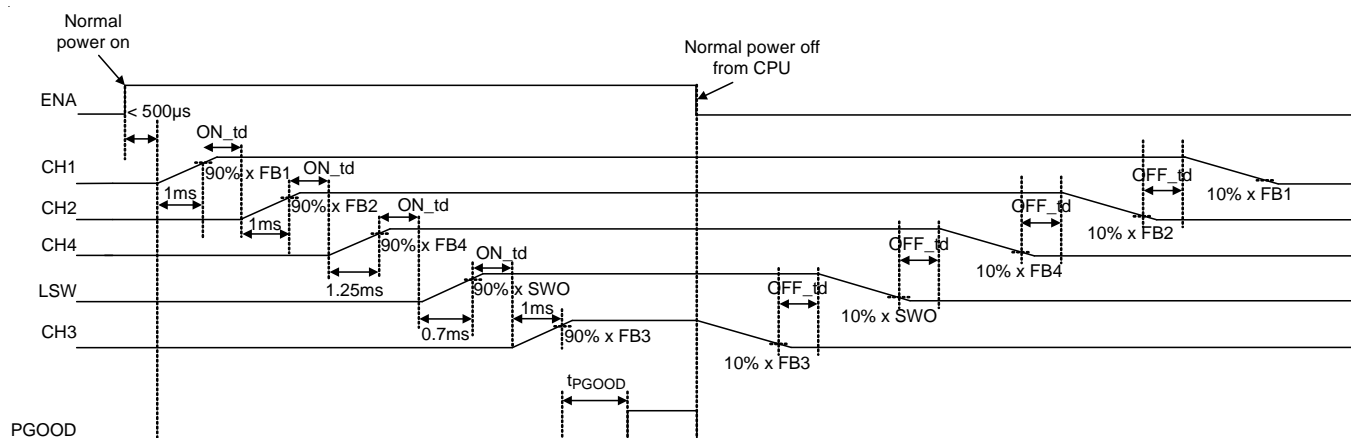 Normal
power on
Normal power off
from CPU
ENA
< 500µs
ON_td
CH1
90% x FB1
ON_td
OFF_td
10% x FB1
1ms
CH2
90% x FB2
ON_td
OFF_td
10% x FB2
1ms
CH4
90% x FB4
ON_td
OFF_td
10% x FB4
1.25ms
LSW
90% x SWO
OFF_td
10% x SWO
0.7ms
1ms
CH3
90% x FB3
10% x FB3
tPGOOD
PGOOD